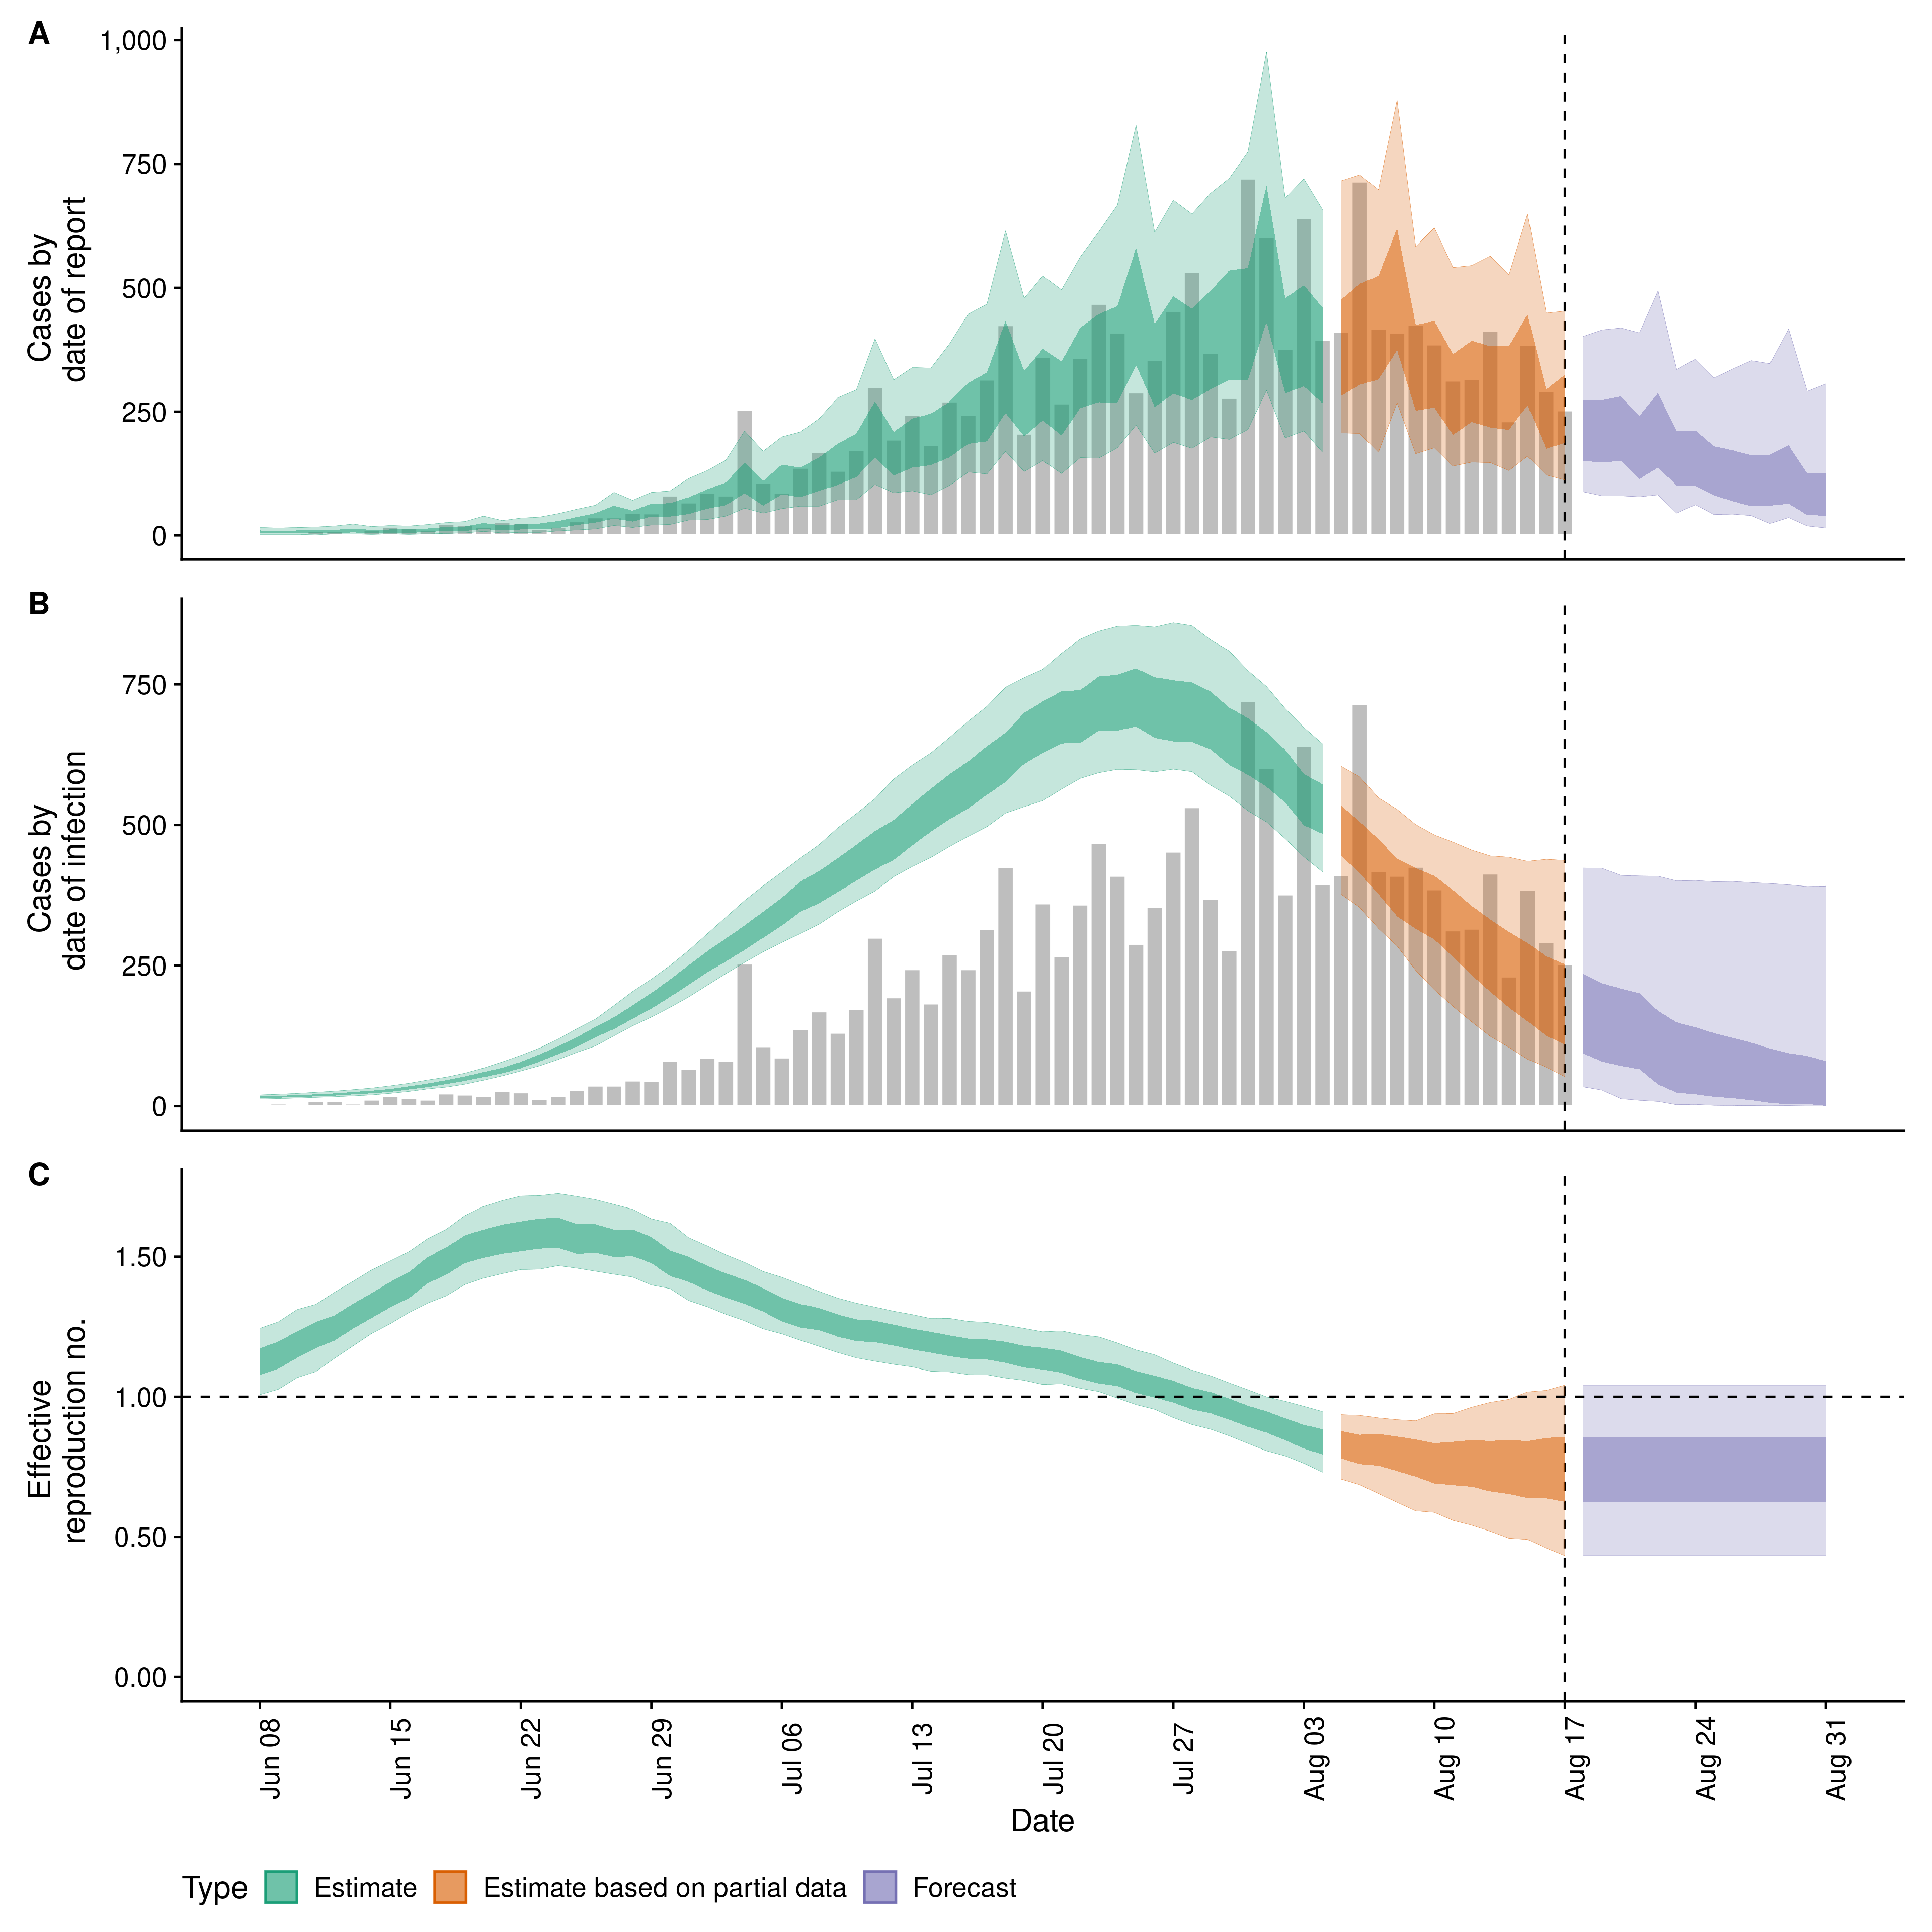 A
1,000
750
500
250
0
Cases by
date of report
B
750
500
250
0
Cases by
date of infection
C
1.50
1.00
0.50
0.00
Effective
reproduction no.
Jun 08
Jun 15
Jun 22
Jun 29
Jul 06
Jul 13
Jul 20
Jul 27
Aug 03
Aug 10
Aug 17
Aug 24
Aug 31
Date
Type Estimate Estimate based on partial data Forecast